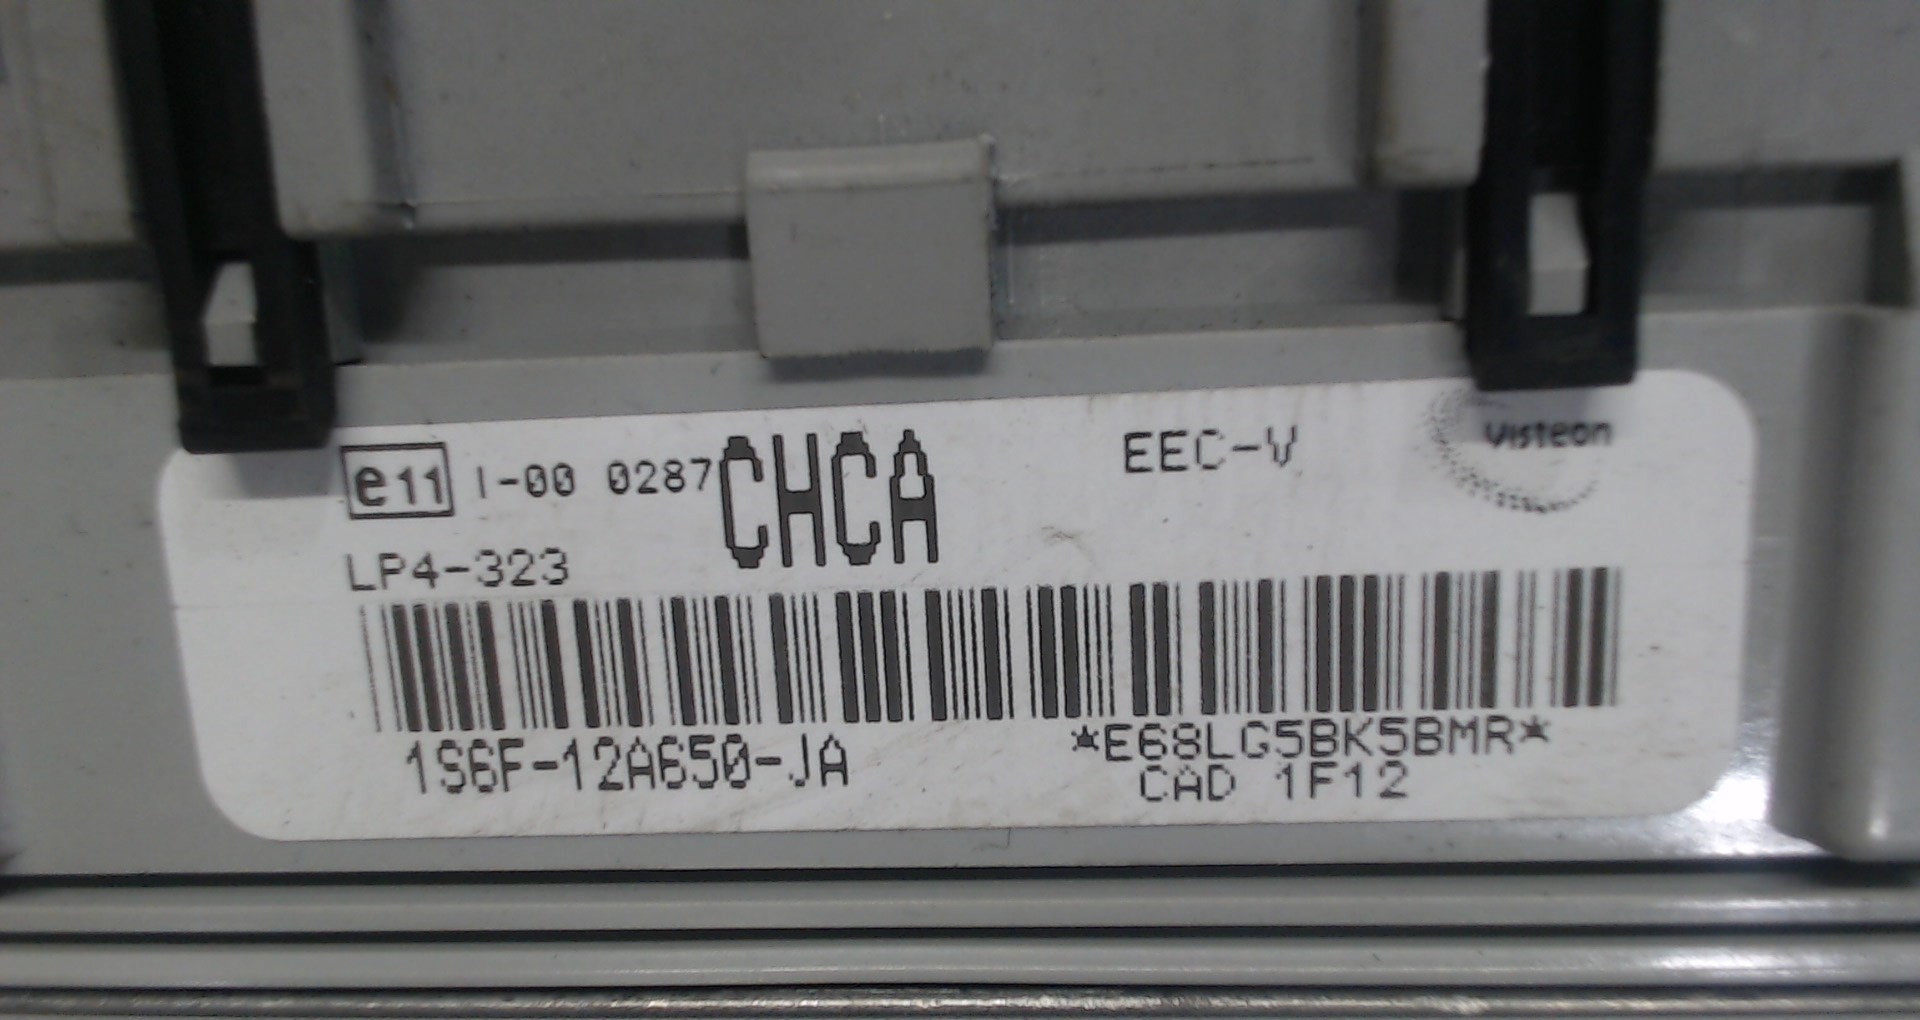 e11 I-00 0287 CHCA EEC-V visteon
LP4-323
1S6F-12A650-JA *E68LG5BK5BMR*
CAD 1F12